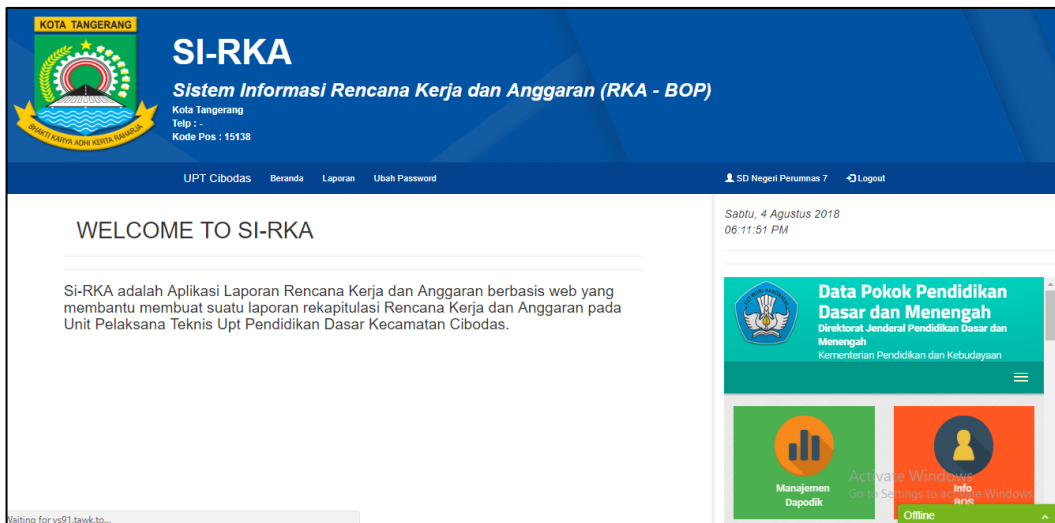 KOTA TANGERANG
BHAKTI KARYA ADHI KERTA RAHARJA
SI-RKA
Sistem Informasi Rencana Kerja dan Anggaran (RKA - BOP)
Kota Tangerang
Telp : -
Kode Pos : 15138
UPT Cibodas Beranda Laporan Ubah Password SD Negeri Perumnas 7 Logout
WELCOME TO SI-RKA
Si-RKA adalah Aplikasi Laporan Rencana Kerja dan Anggaran berbasis web yang
membantu membuat suatu laporan rekapitulasi Rencana Kerja dan Anggaran pada
Unit Pelaksana Teknis Upt Pendidikan Dasar Kecamatan Cibodas.
Sabtu, 4 Agustus 2018
06:11:51 PM
TUT WURI HANDAYANI
Data Pokok Pendidikan
Dasar dan Menengah
Direktorat Jenderal Pendidikan Dasar dan
Menengah
Kementerian Pendidikan dan Kebudayaan
Manajemen
Dapodik
Info
BOS
Activate Windows
Go to Settings to activate Windows.
Offline
Waiting for vs91.tawk.to...